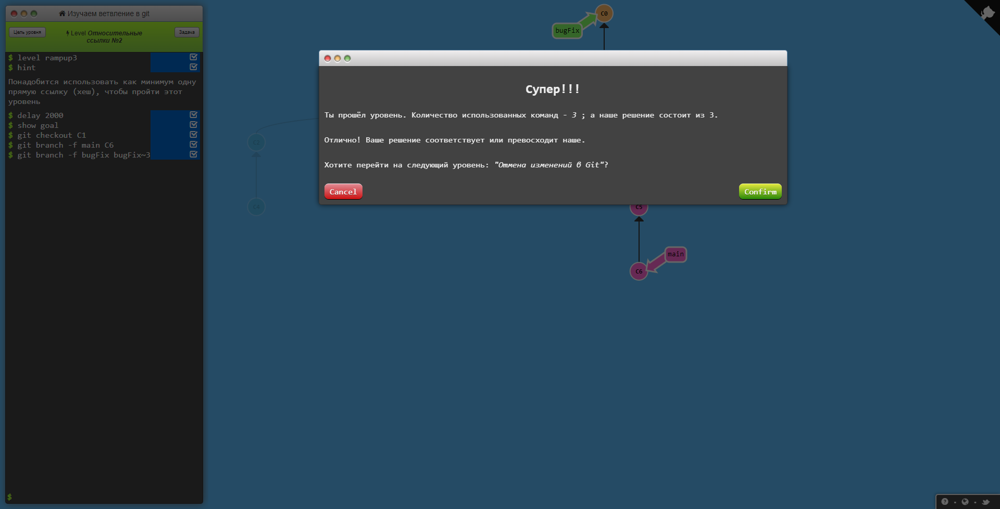 Изучаем ветвление в git
Цель уровня
Level Относительные
ссылки №2
Задача
$ level rampup3
$ hint
Понадобится использовать как минимум одну
прямую ссылку (хеш), чтобы пройти этот
уровень
$ delay 2000
$ show goal
$ git checkout C1
$ git branch -f main C6
$ git branch -f bugFix bugFix~3
$
C0
bugFix
Супер!!!
Ты прошёл уровень. Количество использованных команд - 3 ; а наше решение состоит из 3.
Отлично! Ваше решение соответствует или превосходит наше.
Хотите перейти на следующий уровень: "Отмена изменений в Git"?
Cancel
Confirm
C2
C4
C5
main
C6